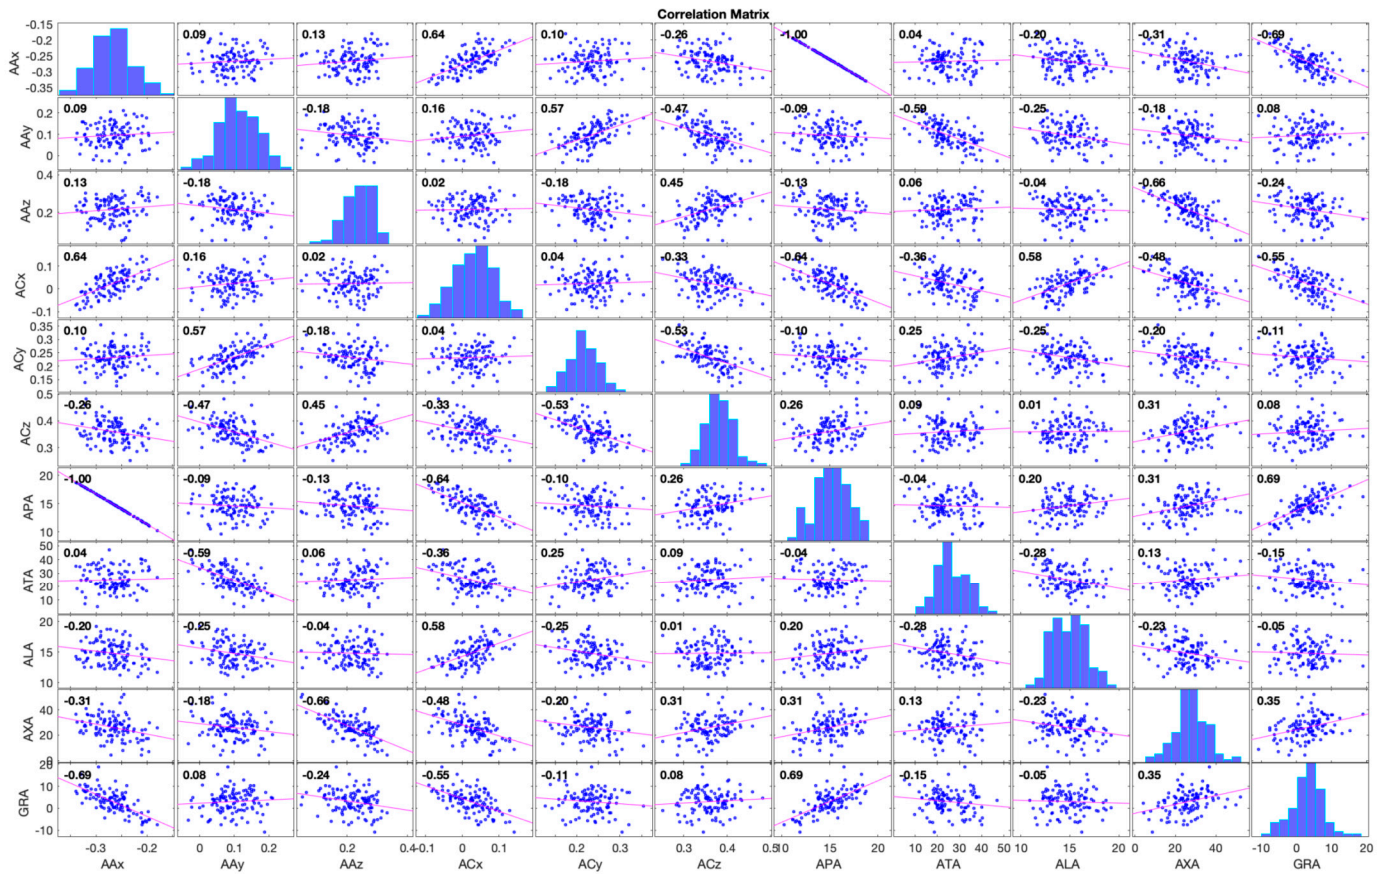 Correlation Matrix
AAx
-0.15
-0.2
-0.25
-0.3
-0.35
0.09 0.13 0.64 0.10 -0.26 -1.00 0.04 -0.20 -0.31 -0.69
AAy
0.2
0.1
0
0.09 -0.18 0.16 0.57 -0.47 -0.09 -0.59 -0.25 -0.18 0.08
AAz
0.4
0.2
0.13 -0.18 0.02 -0.18 0.45 -0.13 0.06 -0.04 -0.66 -0.24
ACx
0.1
0
-0.1
0.64 0.16 0.02 0.04 -0.33 -0.64 -0.36 0.58 -0.48 -0.55
ACy
0.35
0.3
0.25
0.2
0.15
0.10 0.57 -0.18 0.04 -0.53 -0.10 0.25 -0.25 -0.20 -0.11
ACz
0.5
0.4
0.3
-0.26 -0.47 0.45 -0.33 -0.53 0.26 0.09 0.01 0.31 0.08
APA
20
15
10
-1.00 -0.09 -0.13 -0.64 -0.10 0.26 -0.04 0.20 0.31 0.69
ATA
50
40
30
20
10
0.04 -0.59 0.06 -0.36 0.25 0.09 -0.04 -0.28 0.13 -0.15
ALA
20
15
10
-0.20 -0.25 -0.04 0.58 -0.25 0.01 0.20 -0.28 -0.23 -0.05
AXA
40
20
0
-0.31 -0.18 -0.66 -0.48 -0.20 0.31 0.31 0.13 -0.23 0.35
GRA
20
10
0
-10
-0.69 0.08 -0.24 -0.55 -0.11 0.08 0.69 -0.15 -0.05 0.35
-0.3 -0.2 0 0.1 0.2 0 0.2 0.4 -0.1 0 0.1 0.2 0.3 0.3 0.4 0.5 10 15 20 10 20 30 40 50 10 15 20 0 20 40 -10 0 10 20
AAx AAy AAz ACx ACy ACz APA ATA ALA AXA GRA